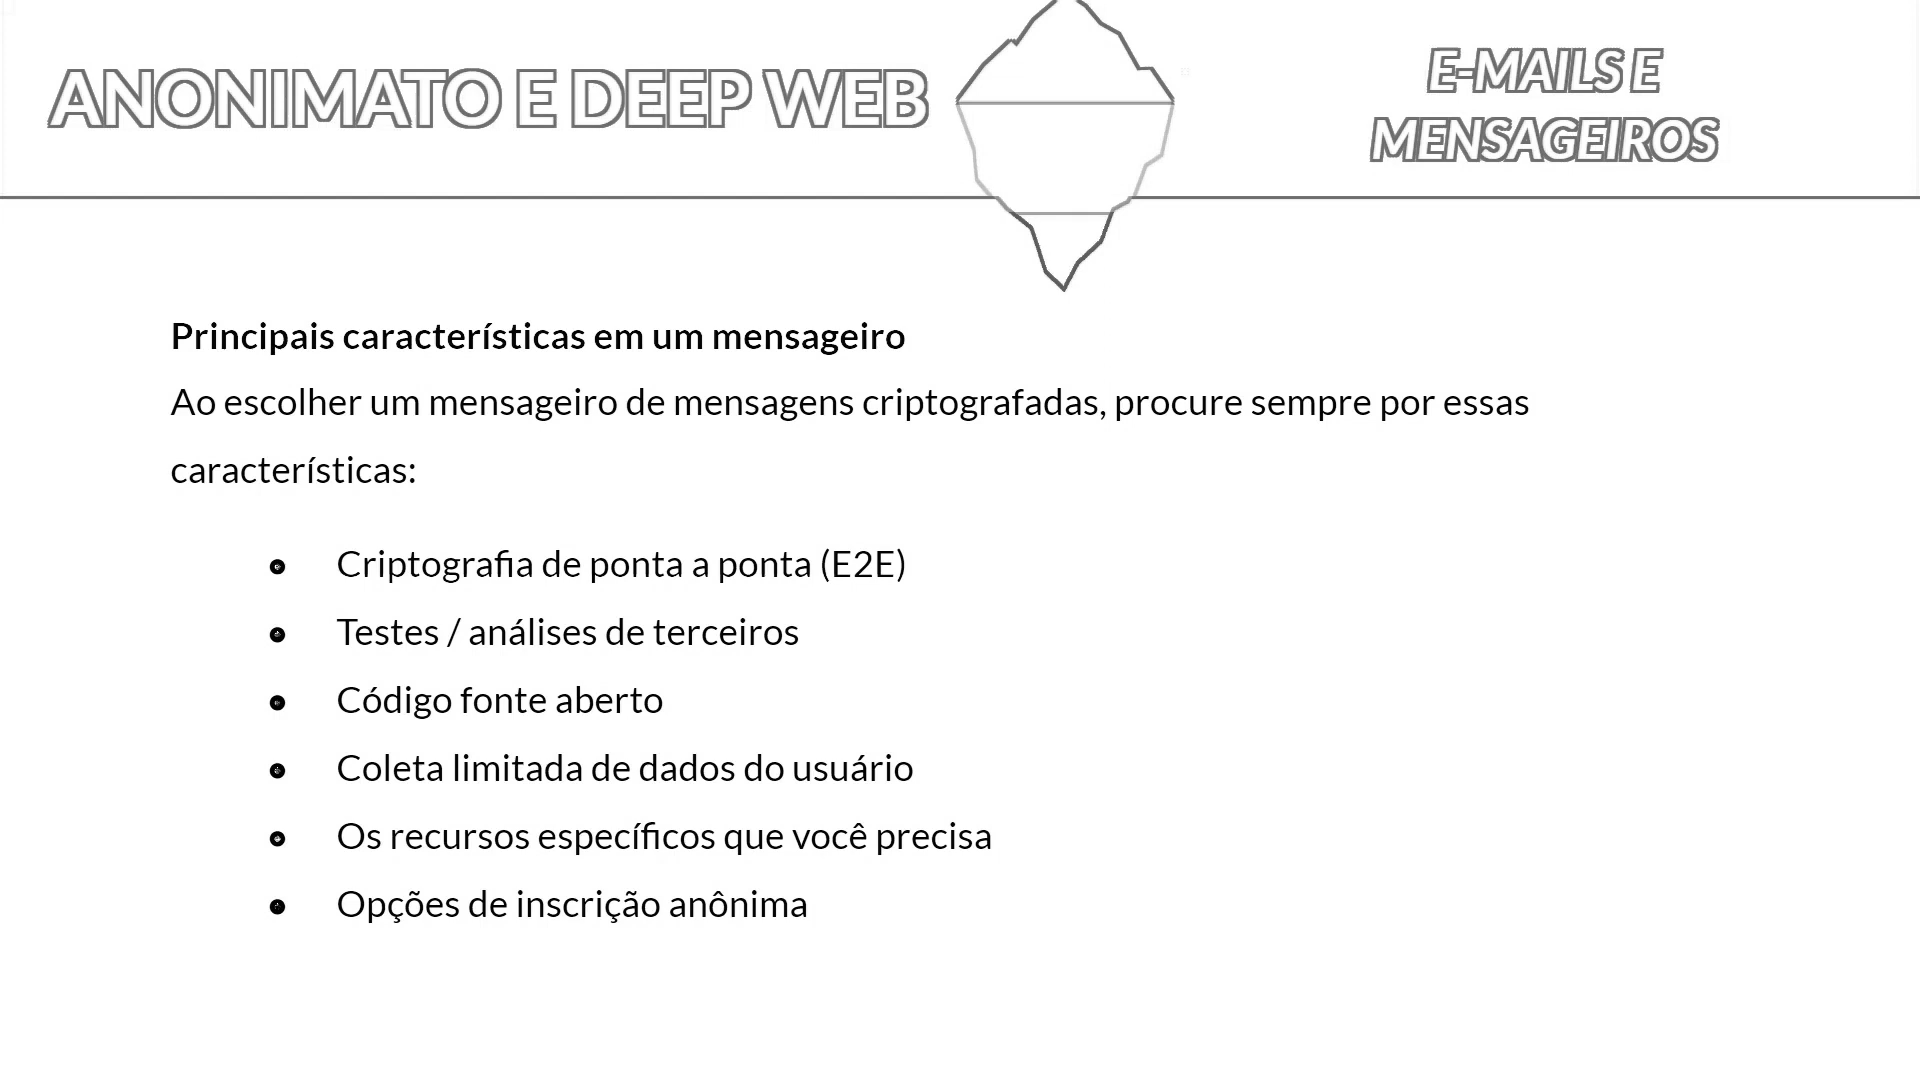 ANONIMATO E DEEP WEB
E-MAILS E
MENSAGEIROS
Principais características em um mensageiro
Ao escolher um mensageiro de mensagens criptografadas, procure sempre por essas
características:
● Criptografia de ponta a ponta (E2E)
● Testes / análises de terceiros
● Código fonte aberto
● Coleta limitada de dados do usuário
● Os recursos específicos que você precisa
● Opções de inscrição anônima